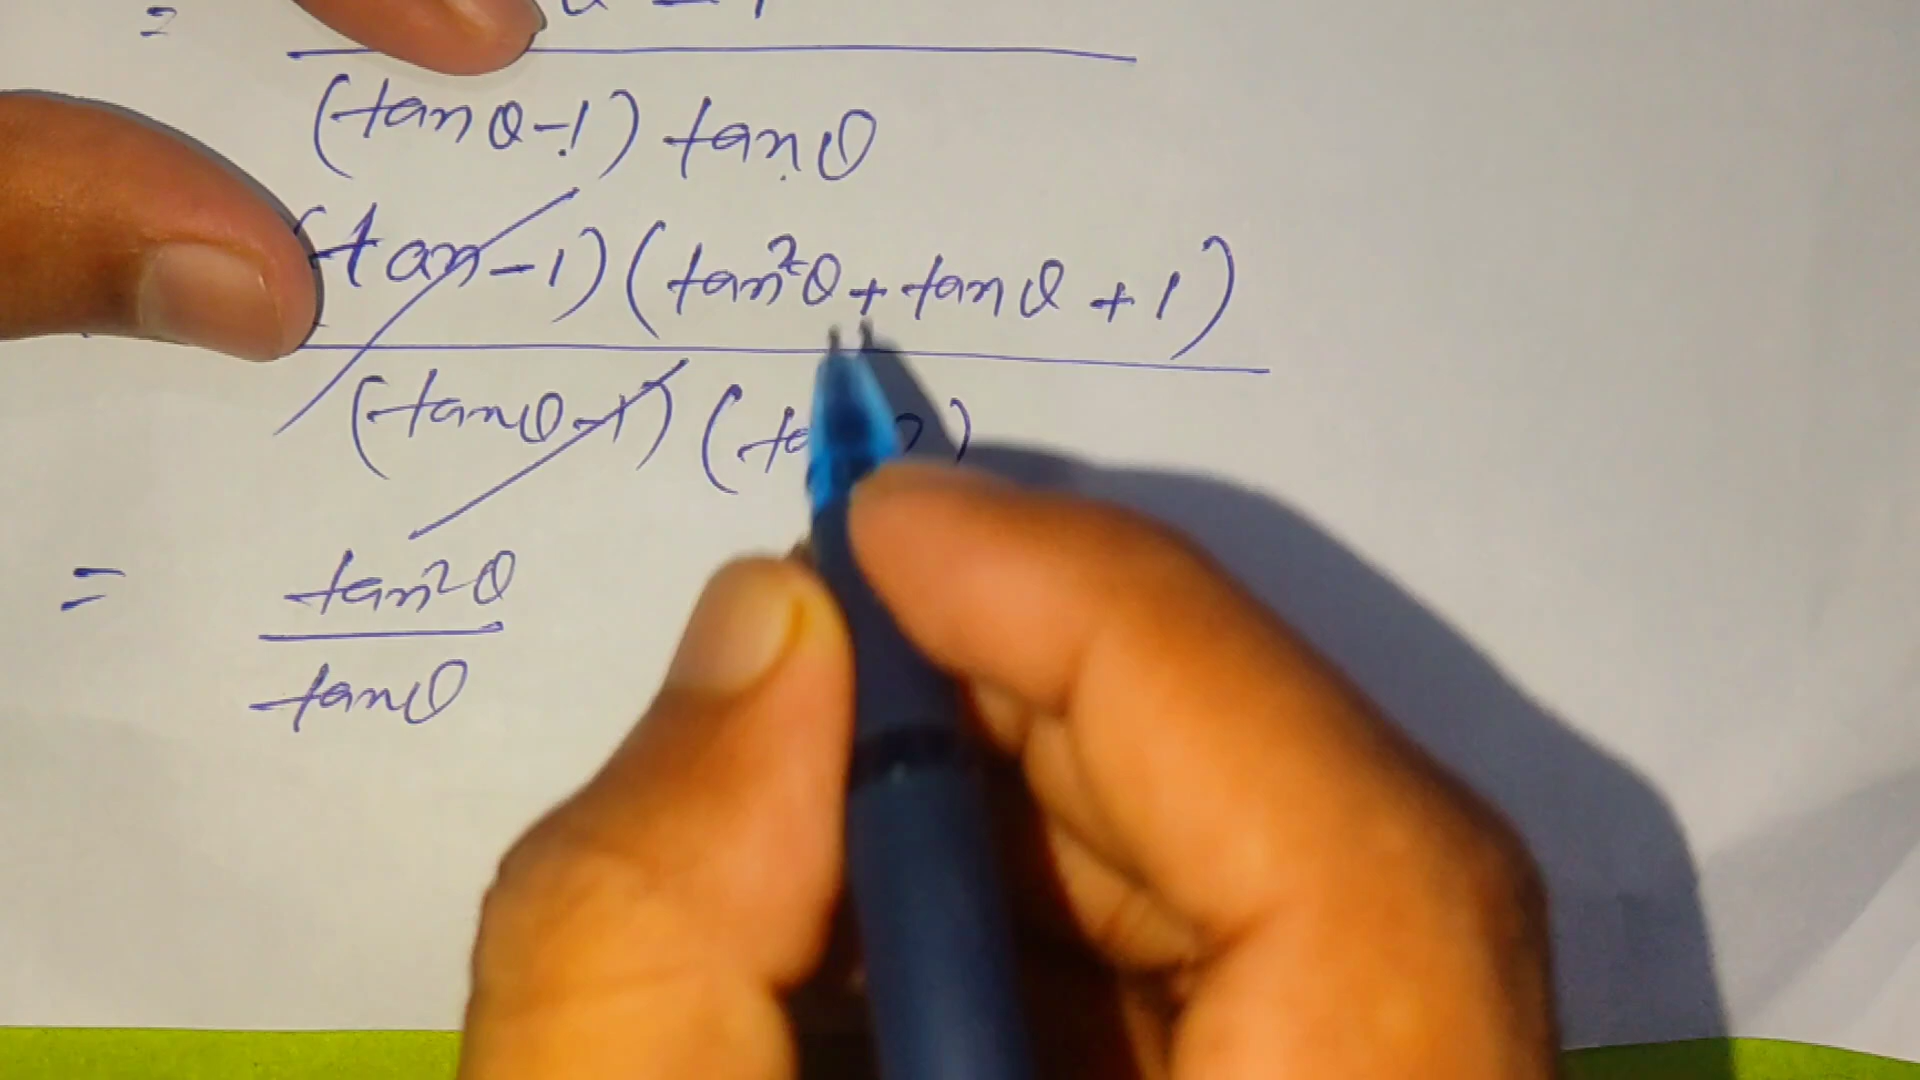 =
(tanθ-1) tanθ
(tan-1)(tan²θ+tanθ+1)
(tanθ-1)(
= tan²θ
tanθ